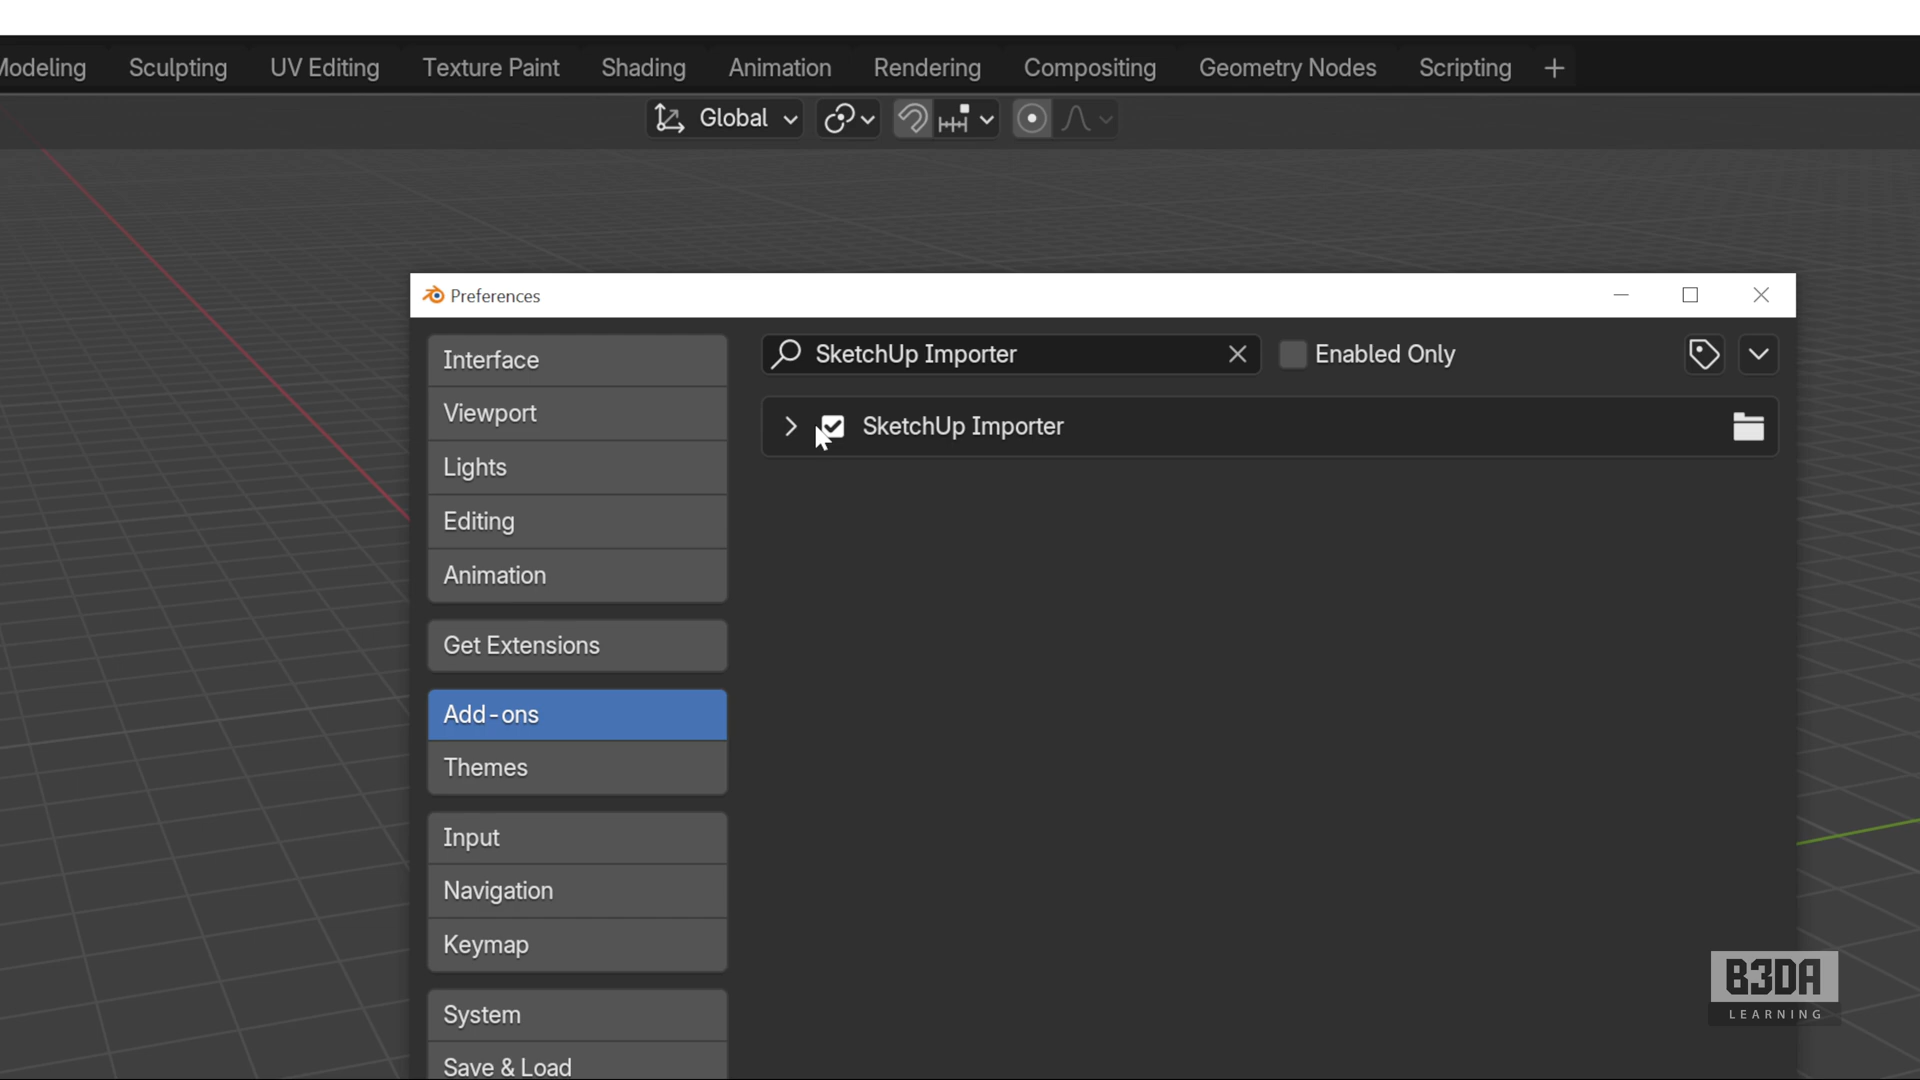 Modeling Sculpting UV Editing Texture Paint Shading Animation Rendering Compositing Geometry Nodes Scripting +
Global
Preferences
Interface
Viewport
Lights
Editing
Animation
Get Extensions
Add-ons
Themes
Input
Navigation
Keymap
System
Save & Load
SketchUp Importer
Enabled Only
SketchUp Importer
B3DA
LEARNING